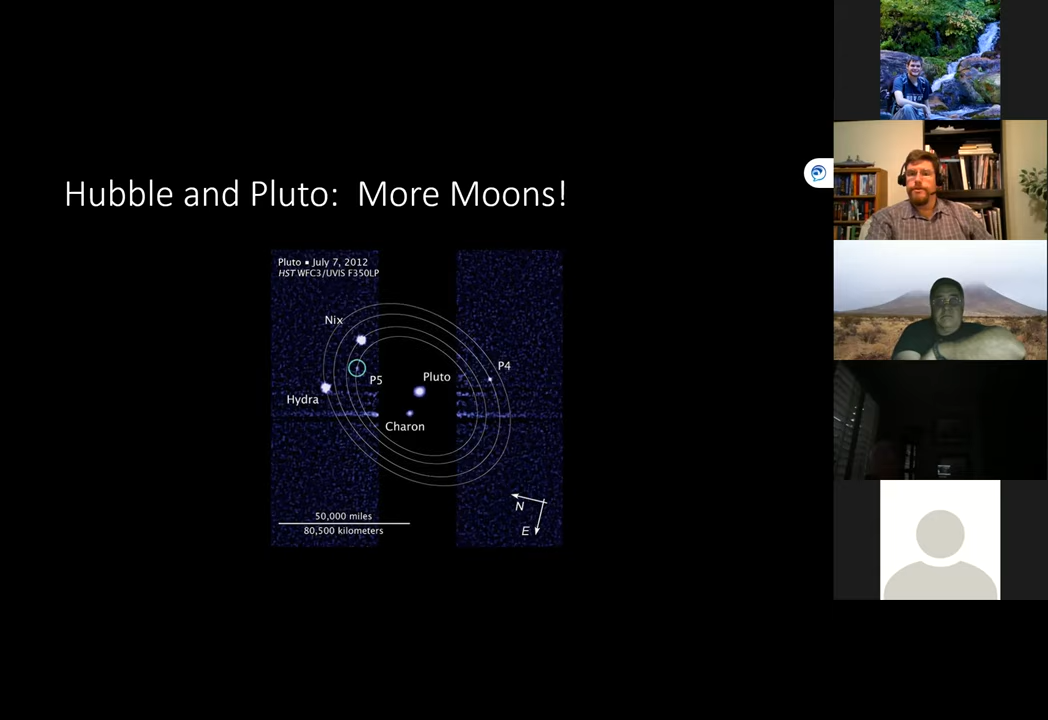 Hubble and Pluto:  More Moons!
Pluto ▪ July 7, 2012
HST WFC3/UVIS F350LP
Nix
P4
P5
Pluto
Hydra
Charon
N
50,000 miles
80,500 kilometers
E